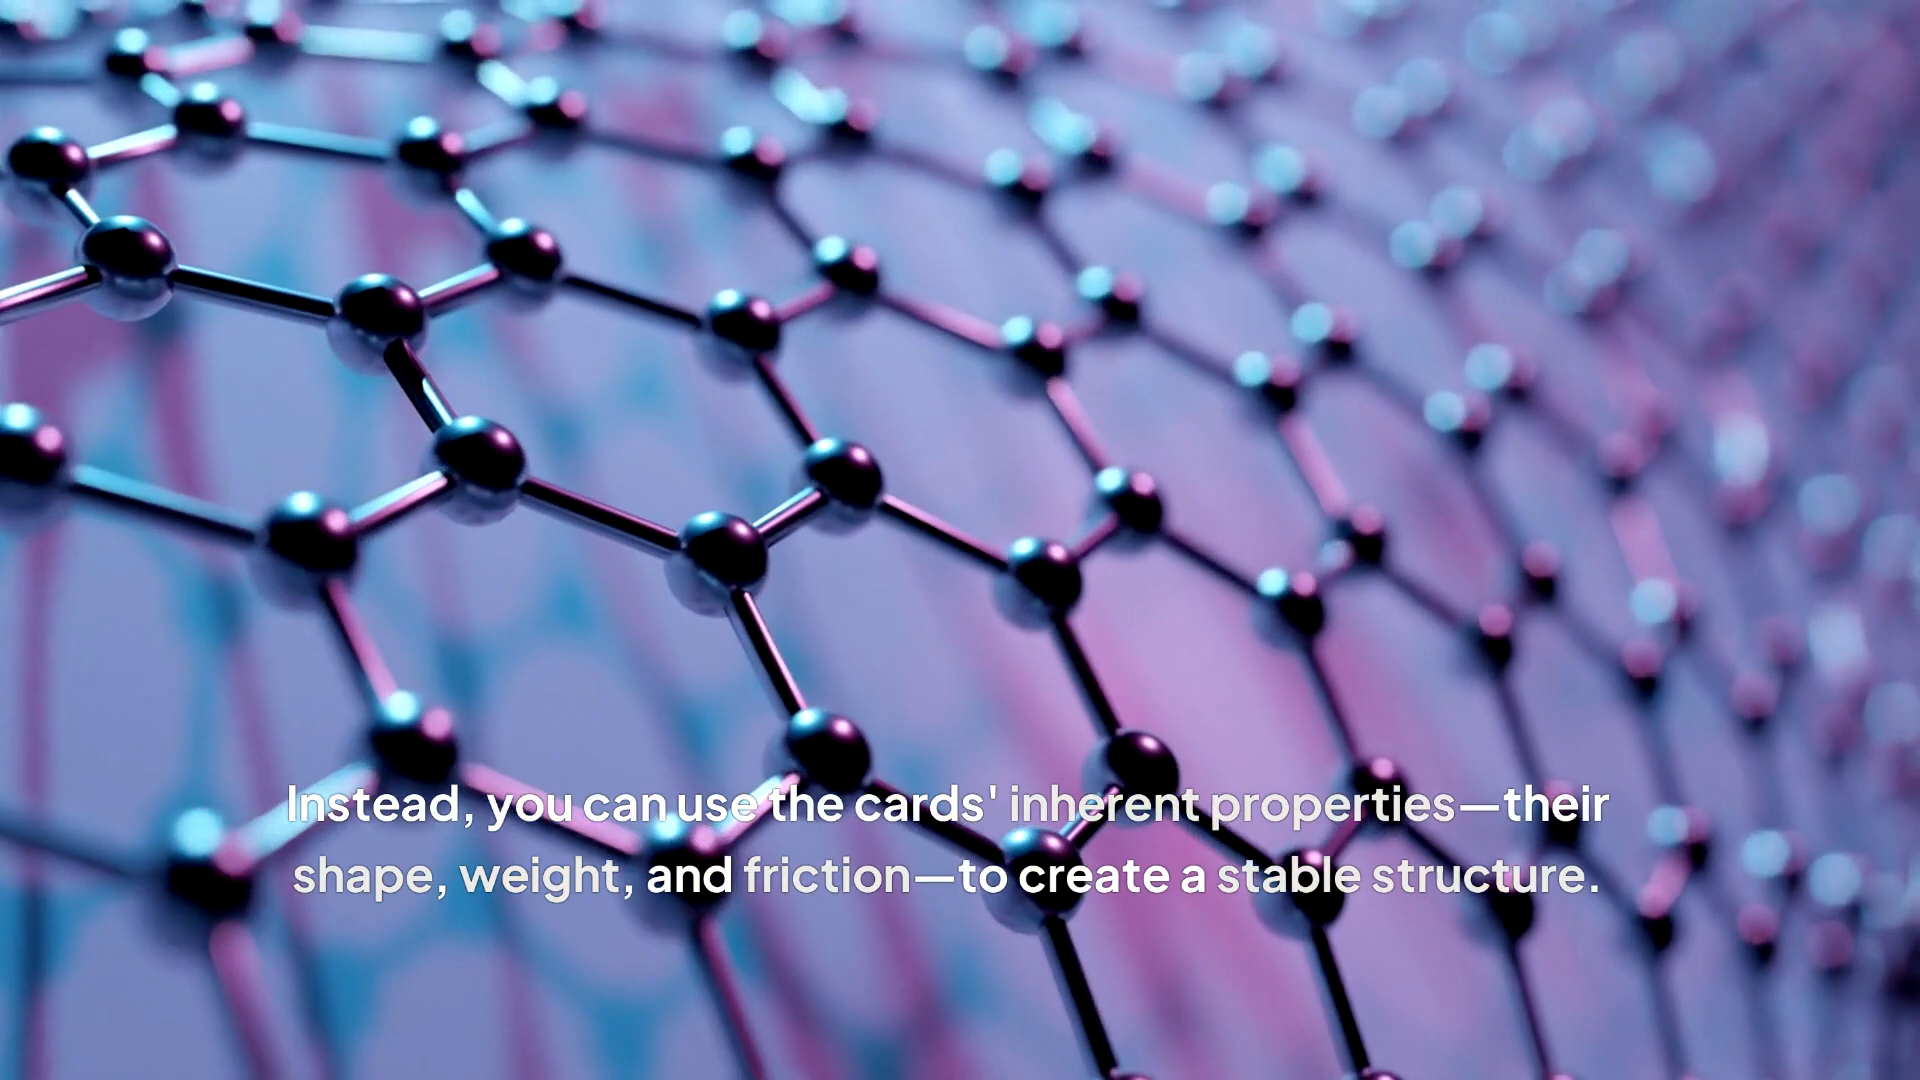 Instead, you can use the cards' inherent properties—their
shape, weight, and friction—to create a stable structure.